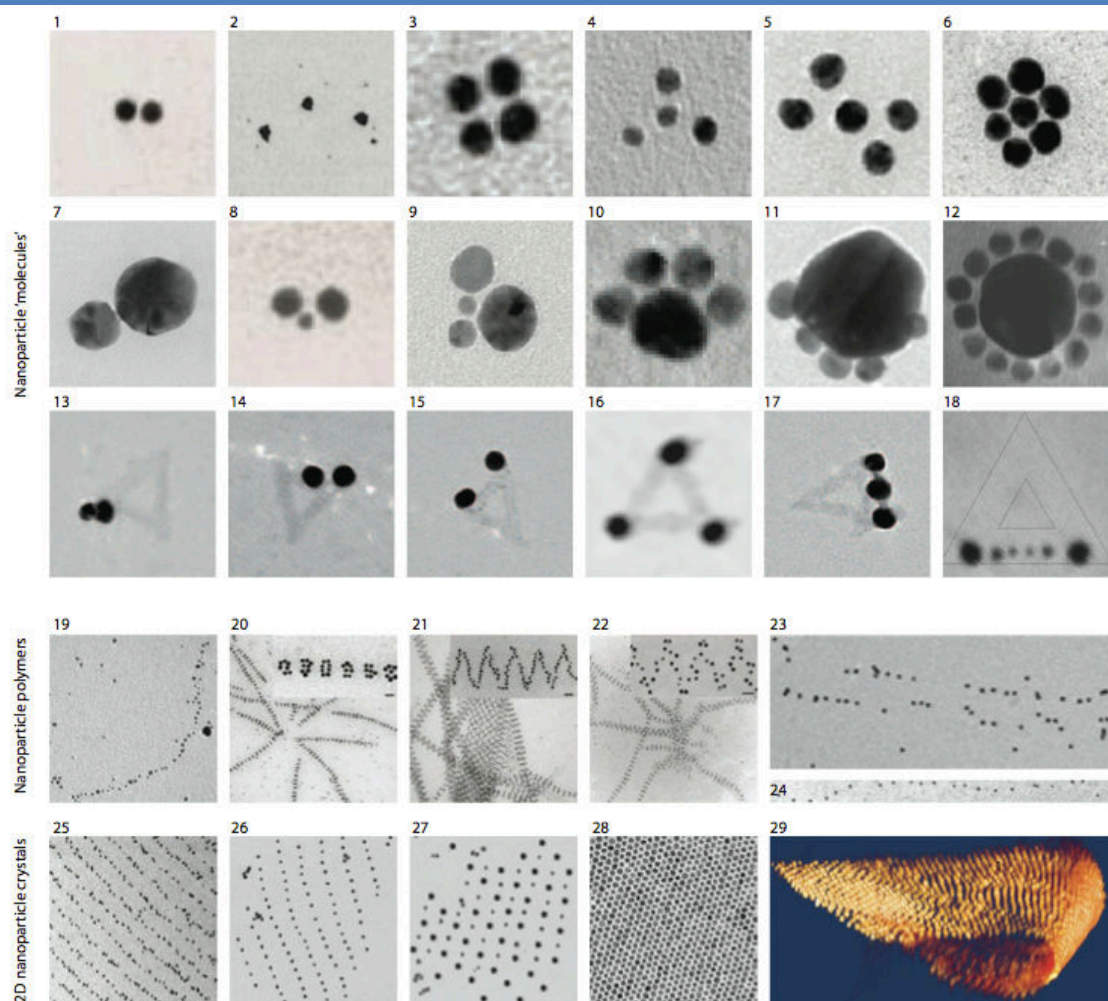 1 2 3 4 5 6
Nanoparticle 'molecules'
7 8 9 10 11 12
13 14 15 16 17 18
Nanoparticle polymers
19 20 21 22 23
24
2D nanoparticle crystals
25 26 27 28 29